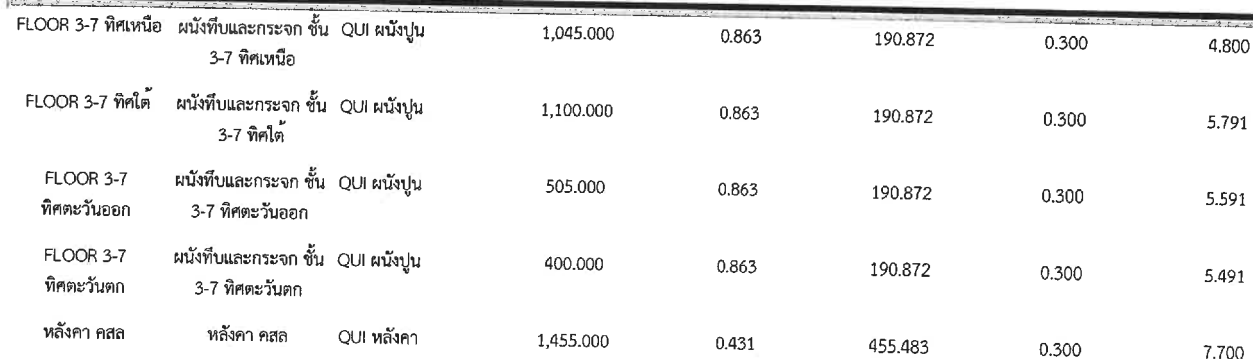 FLOOR 3-7 ทิศเหนือ ผนังทึบและกระจก ชั้น QUI ผนังปูน 1,045.000 0.863 190.872 0.300 4.800
3-7 ทิศเหนือ
FLOOR 3-7 ทิศใต้ ผนังทึบและกระจก ชั้น QUI ผนังปูน 1,100.000 0.863 190.872 0.300 5.791
3-7 ทิศใต้
FLOOR 3-7 ผนังทึบและกระจก ชั้น QUI ผนังปูน 505.000 0.863 190.872 0.300 5.591
ทิศตะวันออก 3-7 ทิศตะวันออก
FLOOR 3-7 ผนังทึบและกระจก ชั้น QUI ผนังปูน 400.000 0.863 190.872 0.300 5.491
ทิศตะวันตก 3-7 ทิศตะวันตก
หลังคา คสล หลังคา คสล QUI หลังคา 1,455.000 0.431 455.483 0.300 7.700